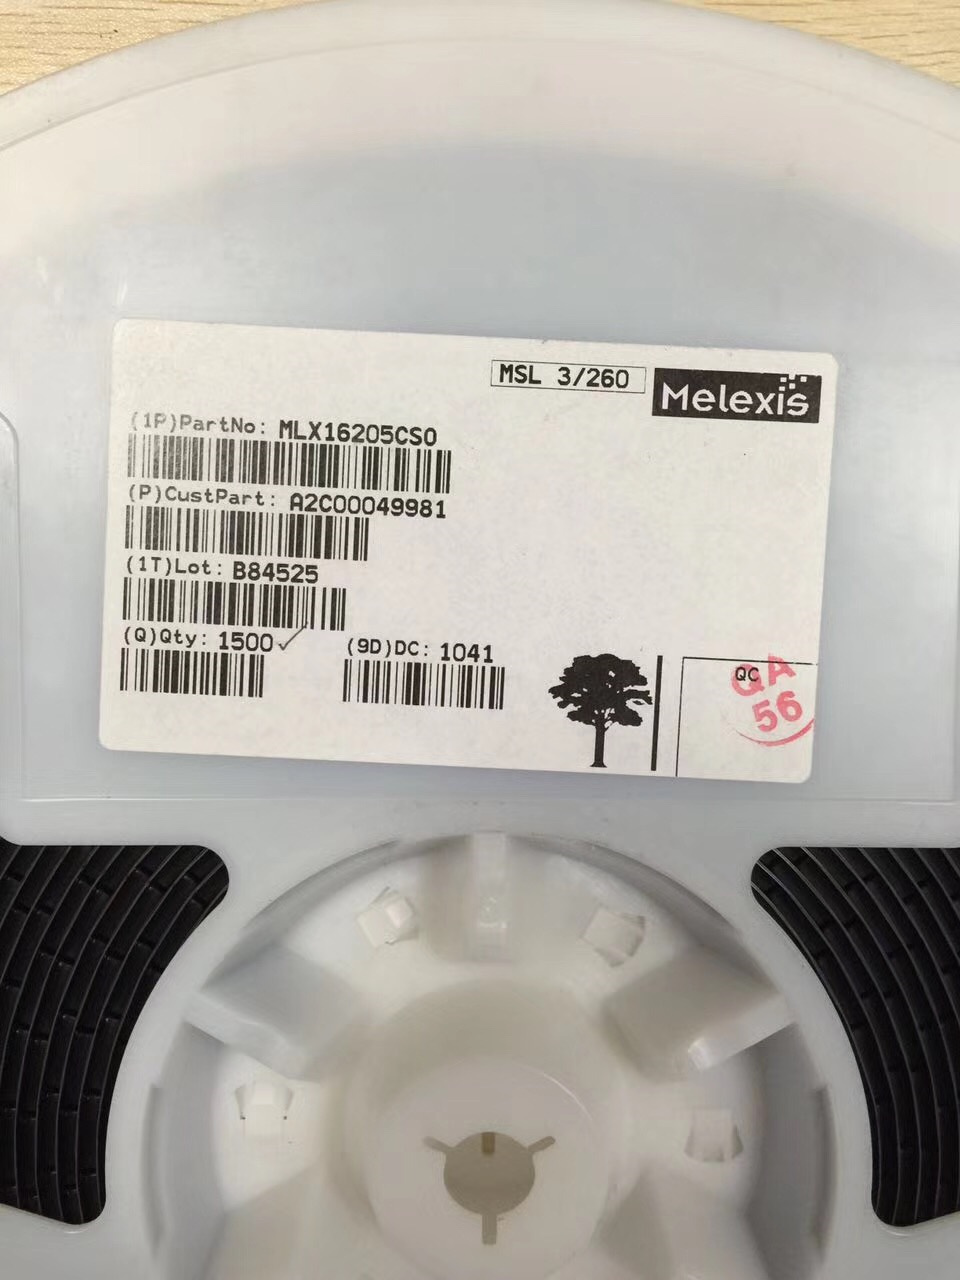 MSL 3/260
Melexis
(1P)PartNo: MLX16205CSO
(P)CustPart: A2C00049981
(1T)Lot: B84525
(Q)Qty: 1500
(9D)DC: 1041
QC
QA
56